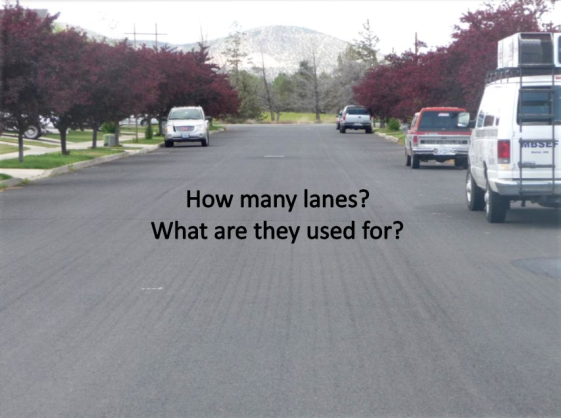 How many lanes?
What are they used for?
MBSEF